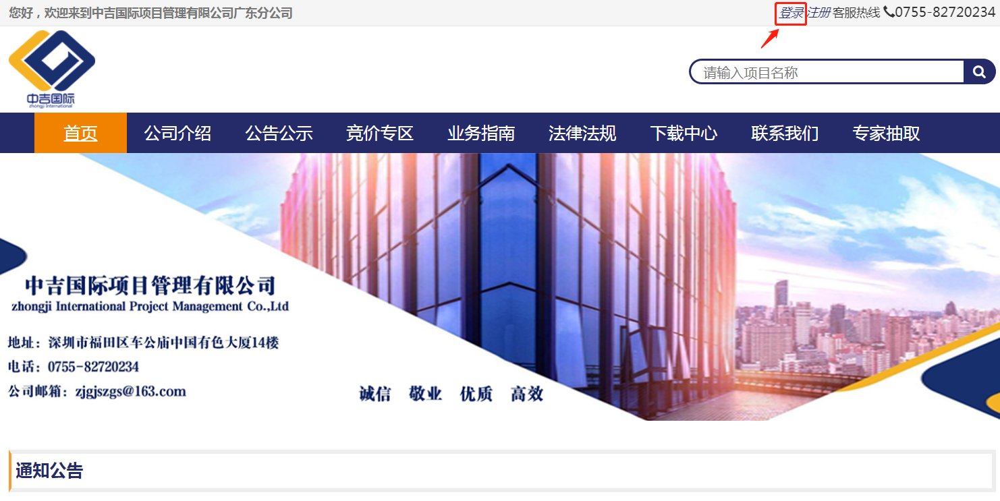 您好，欢迎来到中吉国际项目管理有限公司广东分公司
登录 注册 客服热线 0755-82720234
中吉国际
zhongji International
请输入项目名称
首页 公司介绍 公告公示 竞价专区 业务指南 法律法规 下载中心 联系我们 专家抽取
中吉国际项目管理有限公司
zhongji International Project Management Co.,Ltd
地址：深圳市福田区车公庙中国有色大厦14楼
电话：0755-82720234
公司邮箱：zjgjszgs@163.com
诚信 敬业 优质 高效
通知公告